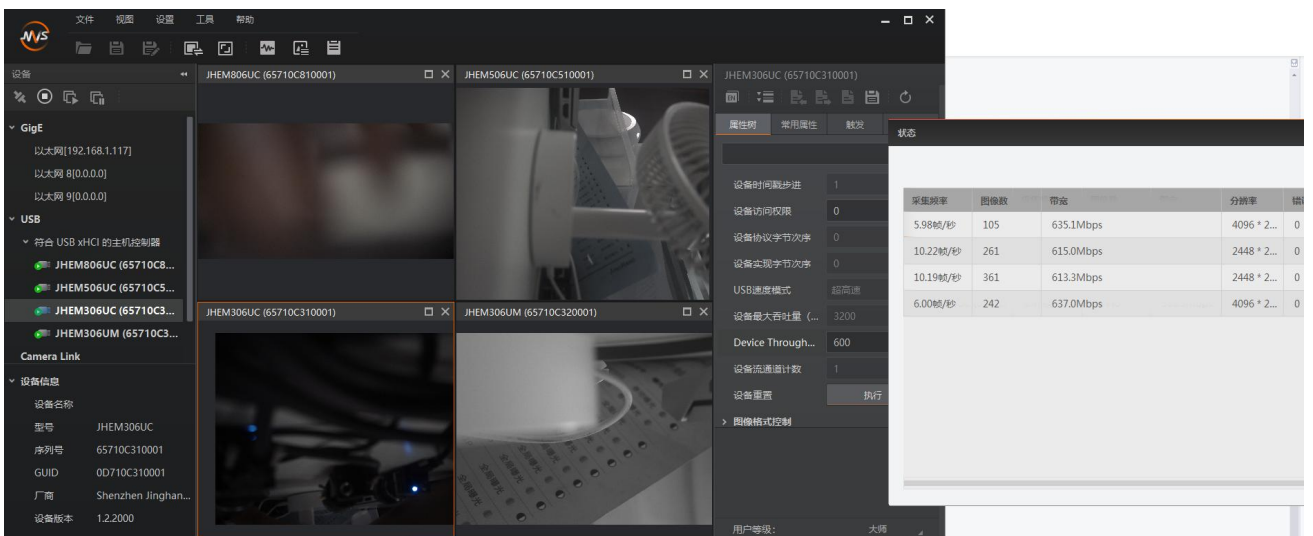 MVS
文件 视图 设置 工具 帮助
设备
GigE
以太网[192.168.1.117]
以太网 8[0.0.0.0]
以太网 9[0.0.0.0]
USB
符合 USB xHCI 的主机控制器
JHEM806UC (65710C8...
JHEM506UC (65710C5...
JHEM306UC (65710C3...
JHEM306UM (65710C3...
Camera Link
设备信息
设备名称
型号 JHEM306UC
序列号 65710C310001
GUID 0D710C310001
厂商 Shenzhen Jinghan...
设备版本 1.2.2000
JHEM806UC (65710C810001)
JHEM506UC (65710C510001)
JHEM306UC (65710C310001)
JHEM306UM (65710C320001)
全局曝光 全局曝光 全局曝光
JHEM306UC (65710C310001)
属性树 常用属性 触发
设备时间戳步进 1
设备访问权限 0
设备协议字节次序 0
设备实现字节次序 0
USB速度模式 超高速
设备最大吞吐量 (... 3200
Device Through... 600
设备流通道计数 1
设备重置 执行
图像格式控制
用户等级: 大师
状态
采集频率 图像数 带宽 分辨率
5.98帧/秒 105 635.1Mbps 4096 * 2... 0
10.22帧/秒 261 615.0Mbps 2448 * 2... 0
10.19帧/秒 361 613.3Mbps 2448 * 2... 0
6.00帧/秒 242 637.0Mbps 4096 * 2... 0